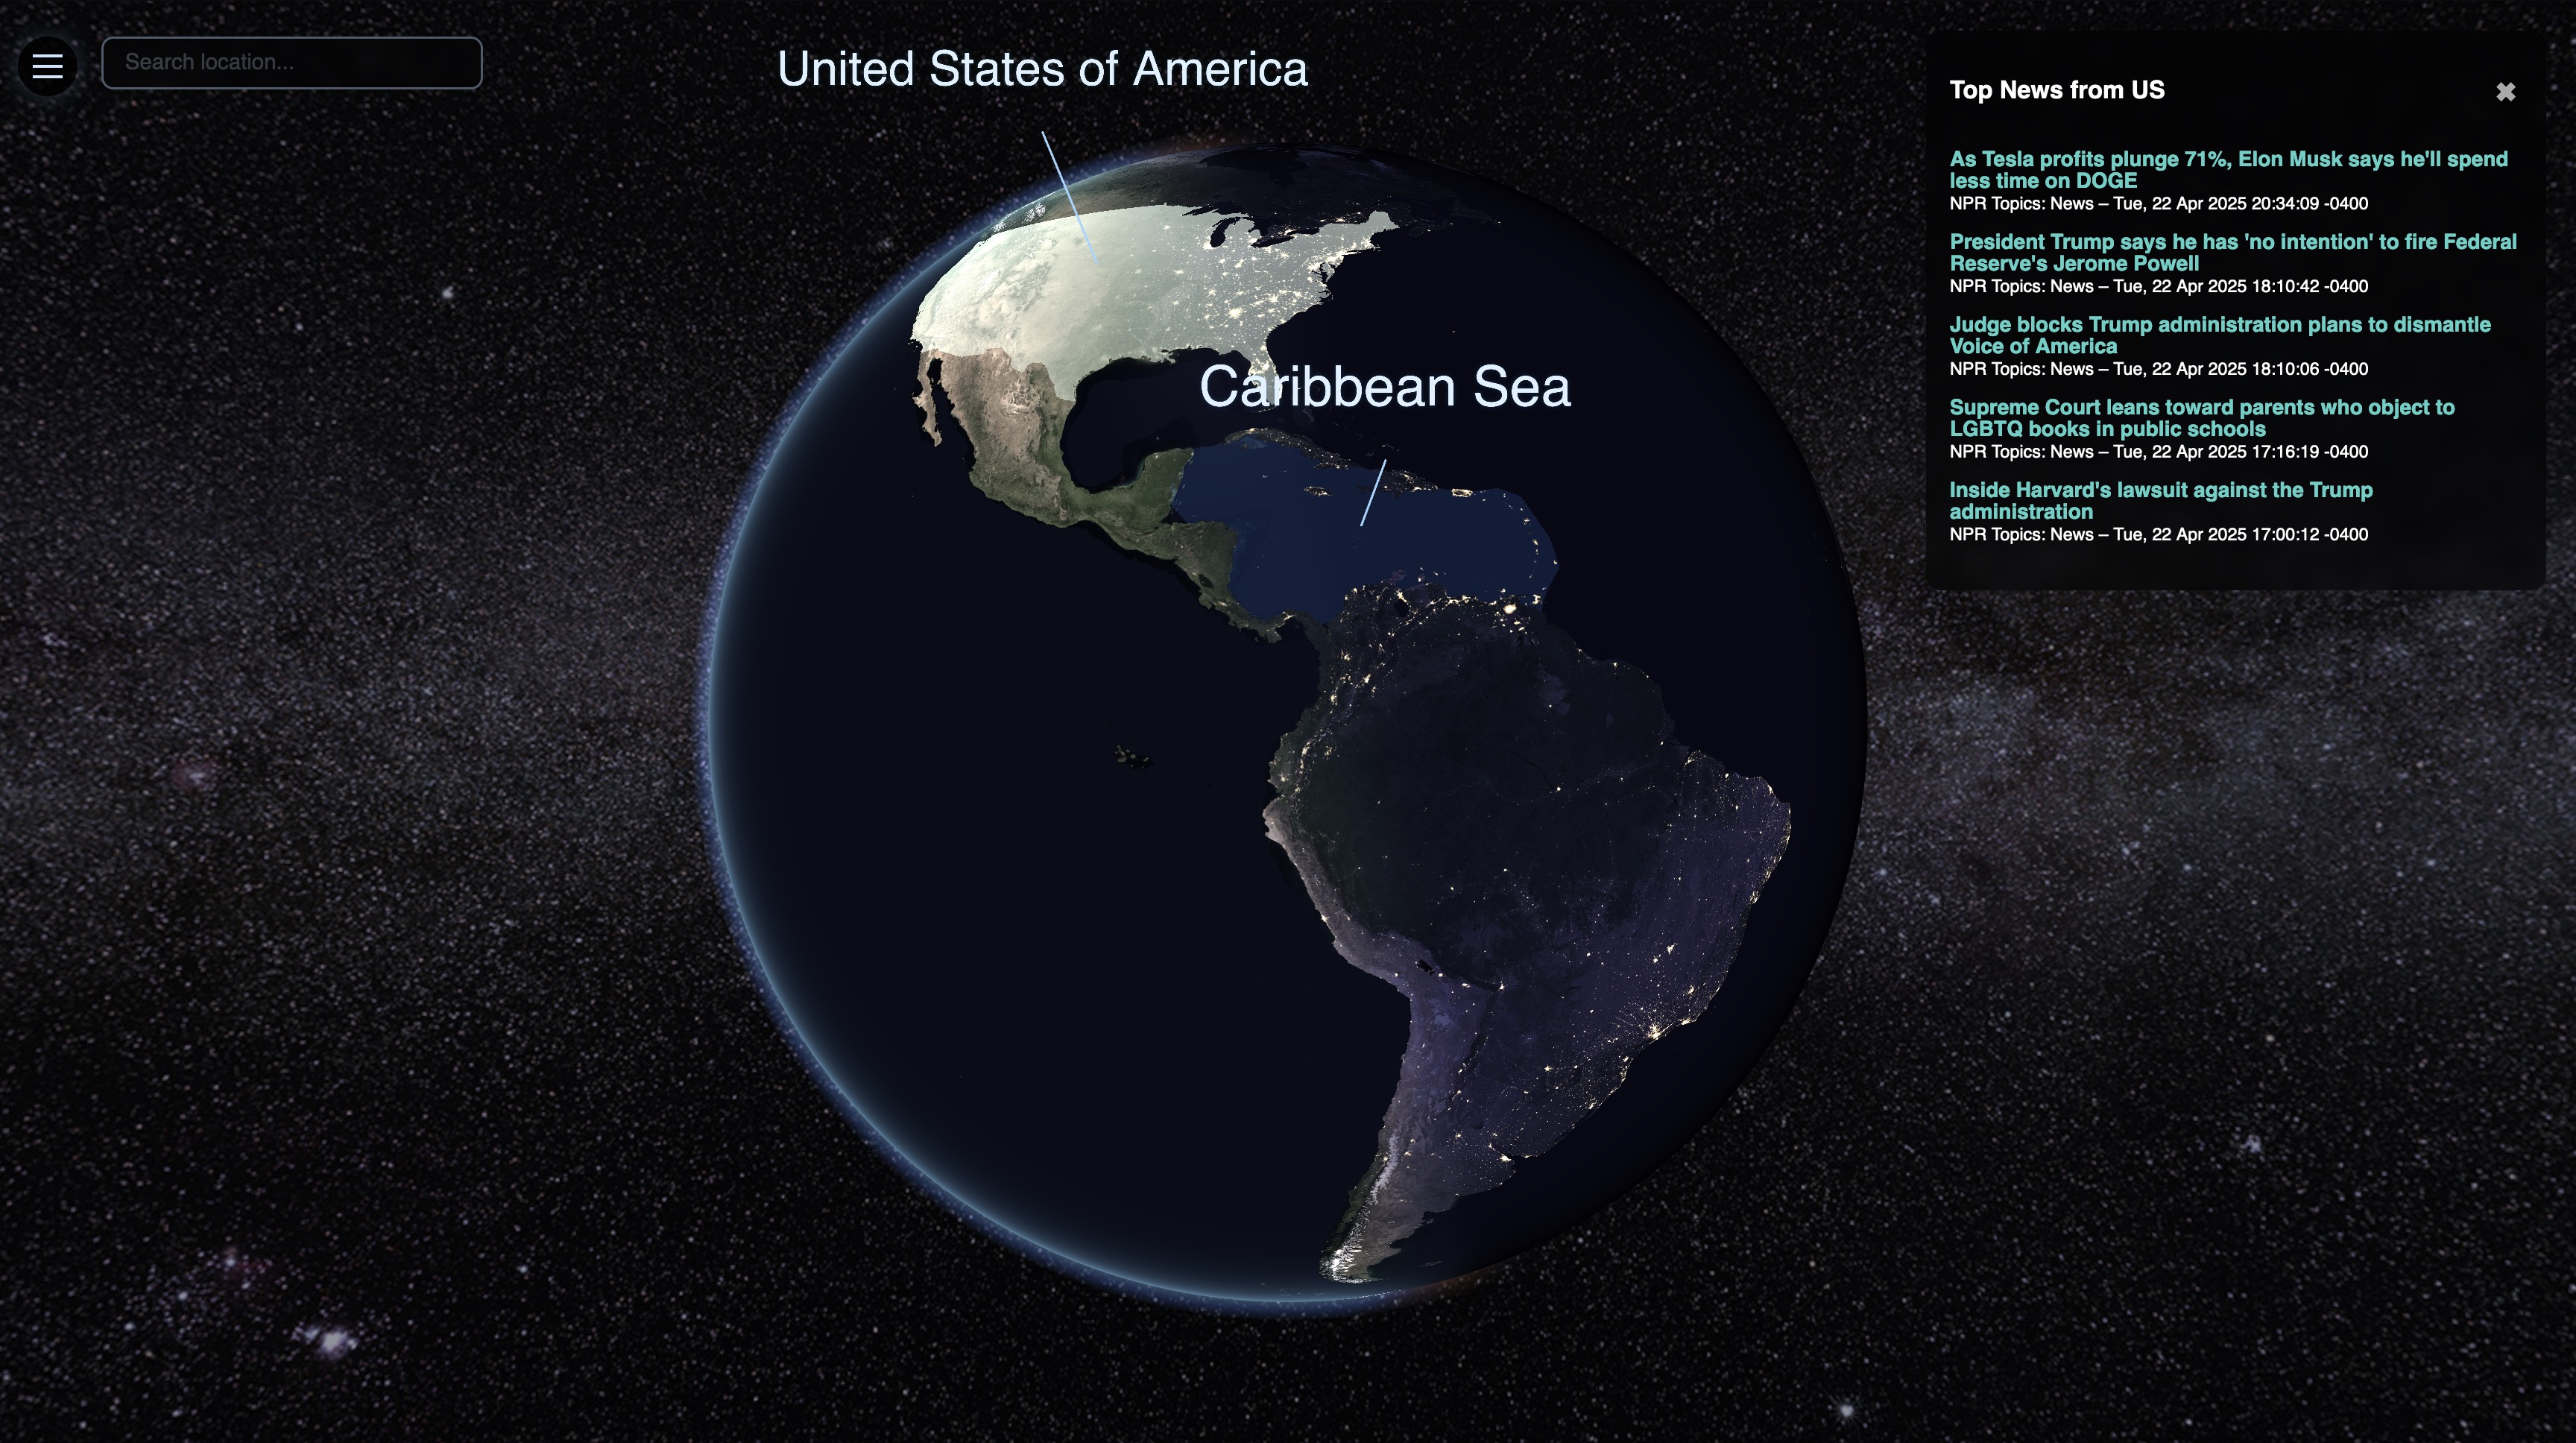 Search location...
United States of America
Caribbean Sea
Top News from US
As Tesla profits plunge 71%, Elon Musk says he'll spend
less time on DOGE
NPR Topics: News – Tue, 22 Apr 2025 20:34:09 -0400
President Trump says he has 'no intention' to fire Federal
Reserve's Jerome Powell
NPR Topics: News – Tue, 22 Apr 2025 18:10:42 -0400
Judge blocks Trump administration plans to dismantle
Voice of America
NPR Topics: News – Tue, 22 Apr 2025 18:10:06 -0400
Supreme Court leans toward parents who object to
LGBTQ books in public schools
NPR Topics: News – Tue, 22 Apr 2025 17:16:19 -0400
Inside Harvard's lawsuit against the Trump
administration
NPR Topics: News – Tue, 22 Apr 2025 17:00:12 -0400